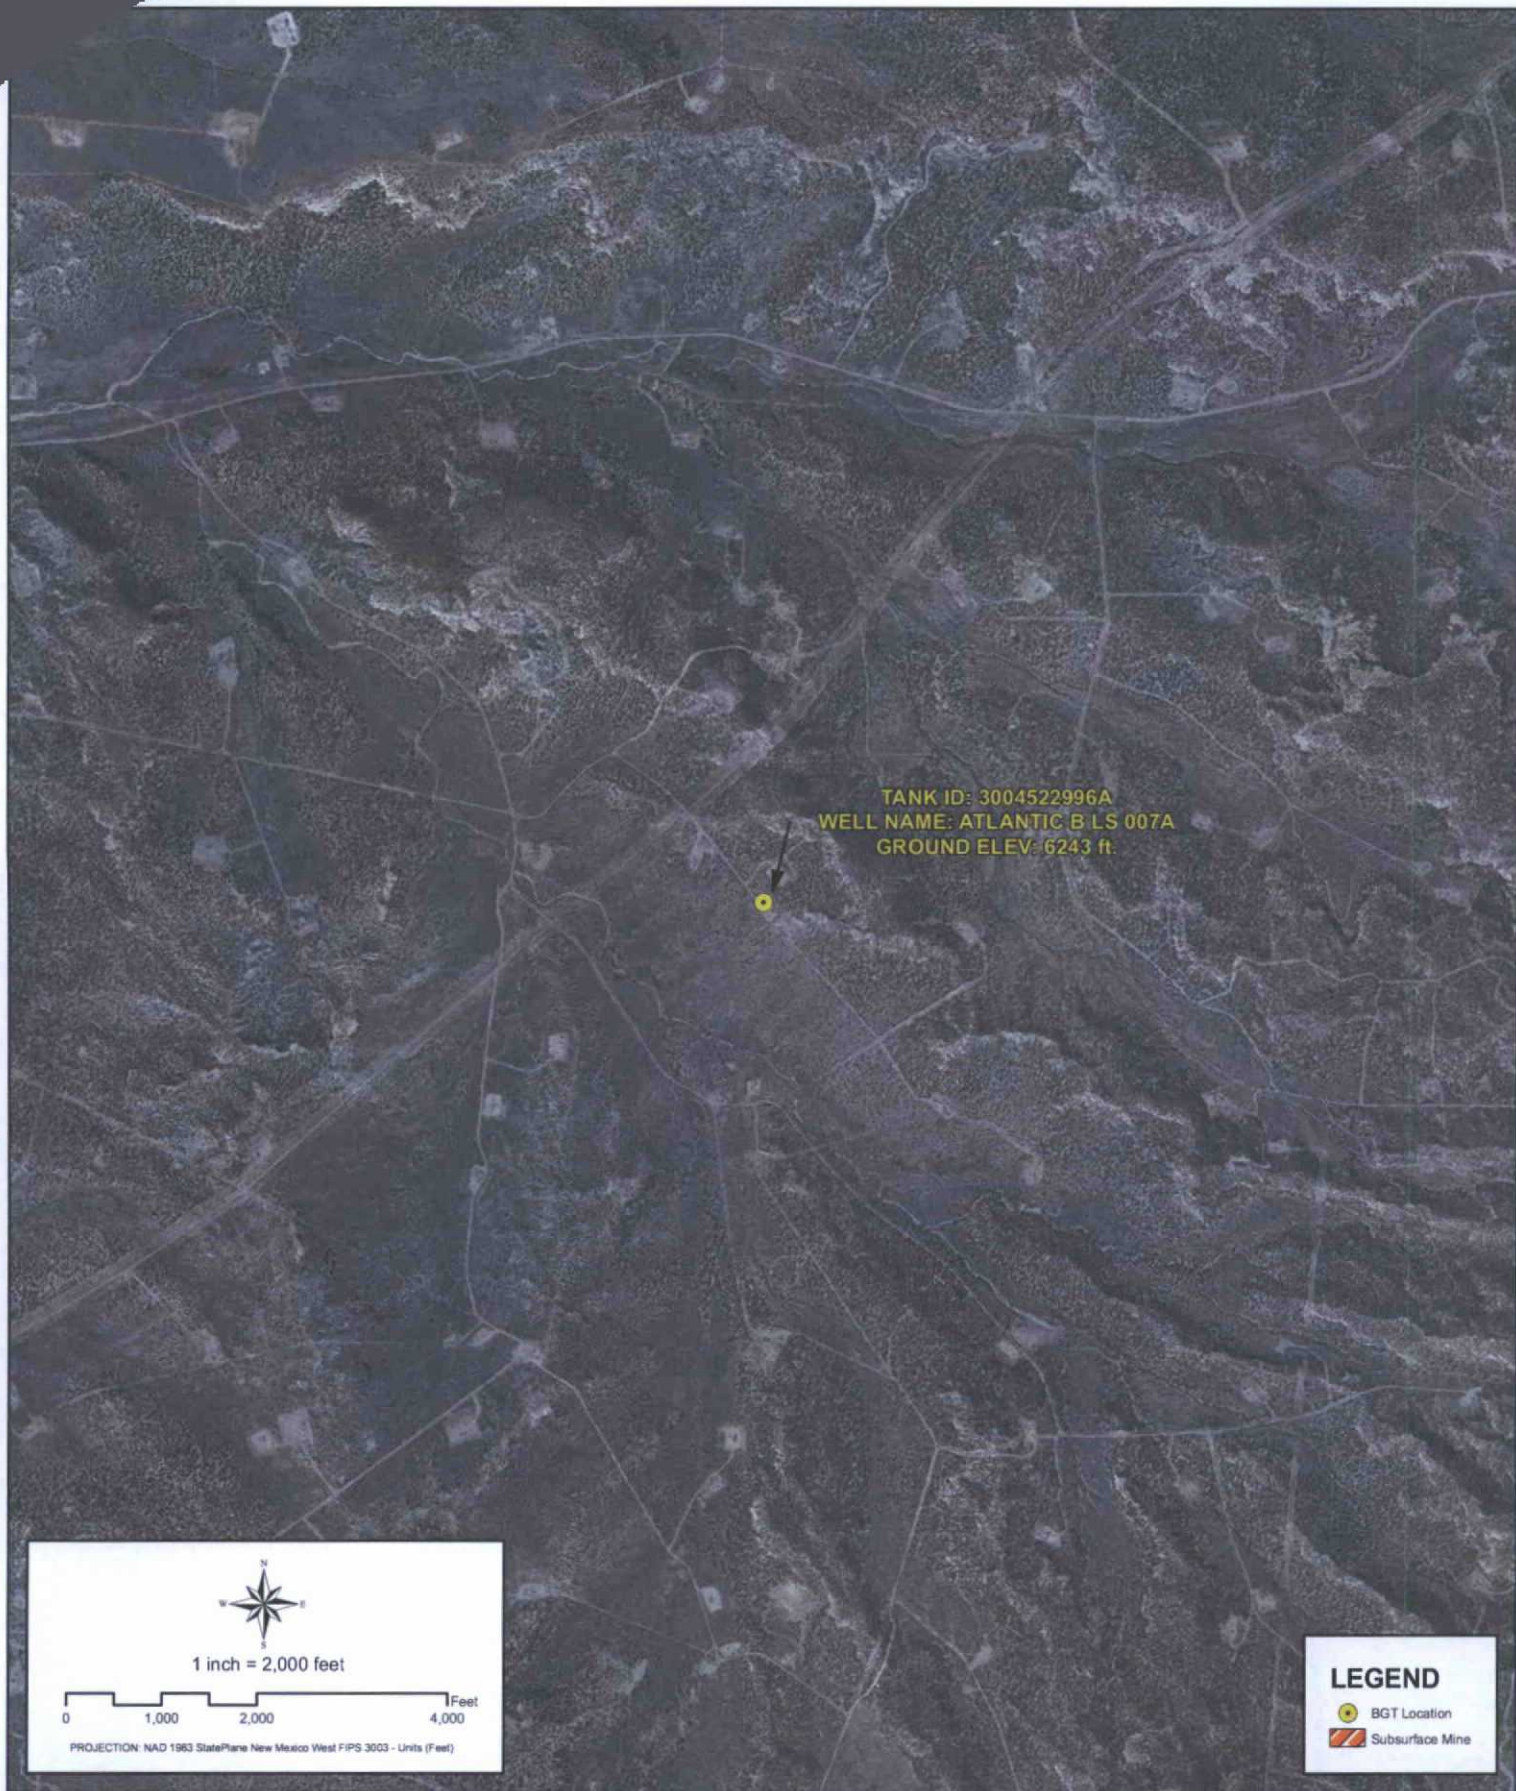 TANK ID: 3004522996A
WELL NAME: ATLANTIC B LS 007A
GROUND ELEV: 6243 ft.
N
W E
S
1 inch = 2,000 feet
Feet
0 1,000 2,000 4,000
PROJECTION: NAD 1983 StatePlane New Mexico West FIPS 3003 - Units (Feet)
LEGEND
BGT Location
Subsurface Mine